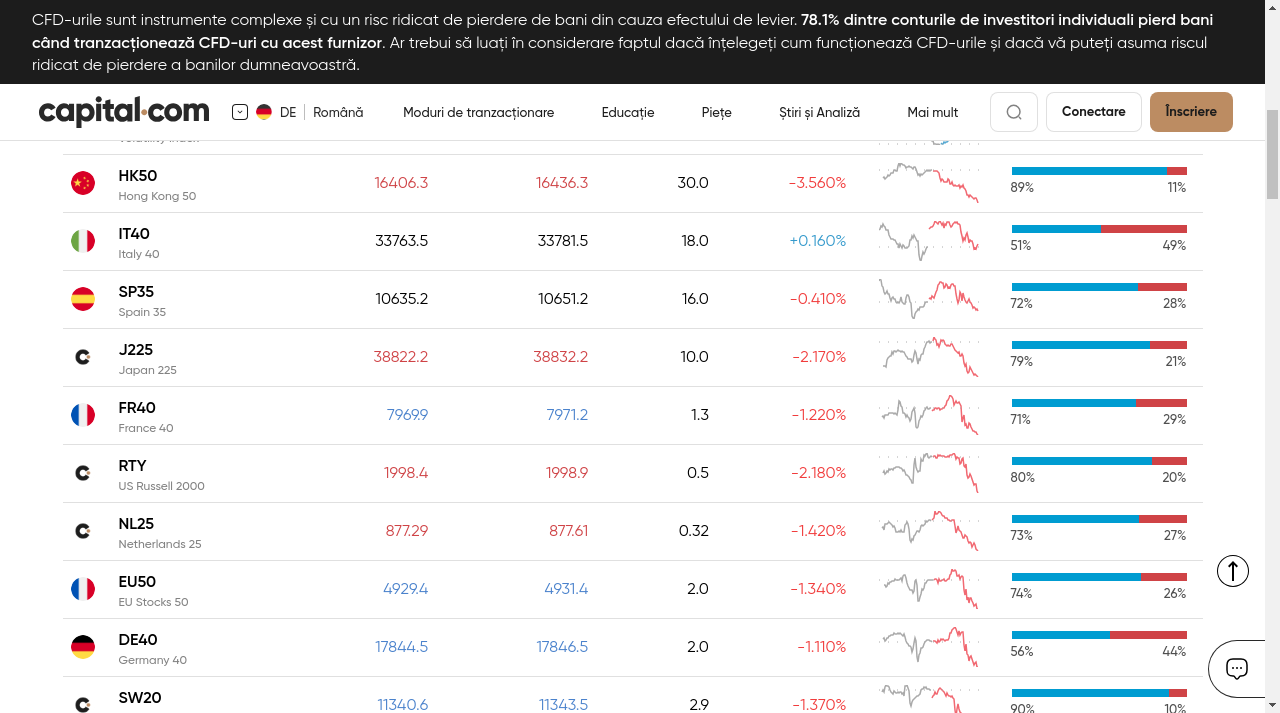 CFD-urile sunt instrumente complexe și cu un risc ridicat de pierdere de bani din cauza efectului de levier. 78.1% dintre conturile de investitori individuali pierd bani
când tranzacționează CFD-uri cu acest furnizor. Ar trebui să luați în considerare faptul dacă înțelegeți cum funcționează CFD-urile și dacă vă puteți asuma riscul
ridicat de pierdere a banilor dumneavoastră.
capital.com DE Română Moduri de tranzacționare Educație Piețe Știri și Analiză Mai mult Conectare Înscriere
Volatility Index
HK50 16406.3 16436.3 30.0 -3.560%
Hong Kong 50 89% 11%
IT40 33763.5 33781.5 18.0 +0.160%
Italy 40 51% 49%
SP35 10635.2 10651.2 16.0 -0.410%
Spain 35 72% 28%
J225 38822.2 38832.2 10.0 -2.170%
Japan 225 79% 21%
FR40 7969.9 7971.2 1.3 -1.220%
France 40 71% 29%
RTY 1998.4 1998.9 0.5 -2.180%
US Russell 2000 80% 20%
NL25 877.29 877.61 0.32 -1.420%
Netherlands 25 73% 27%
EU50 4929.4 4931.4 2.0 -1.340%
EU Stocks 50 74% 26%
DE40 17844.5 17846.5 2.0 -1.110%
Germany 40 56% 44%
SW20 11340.6 11343.5 2.9 -1.370%
90% 10%